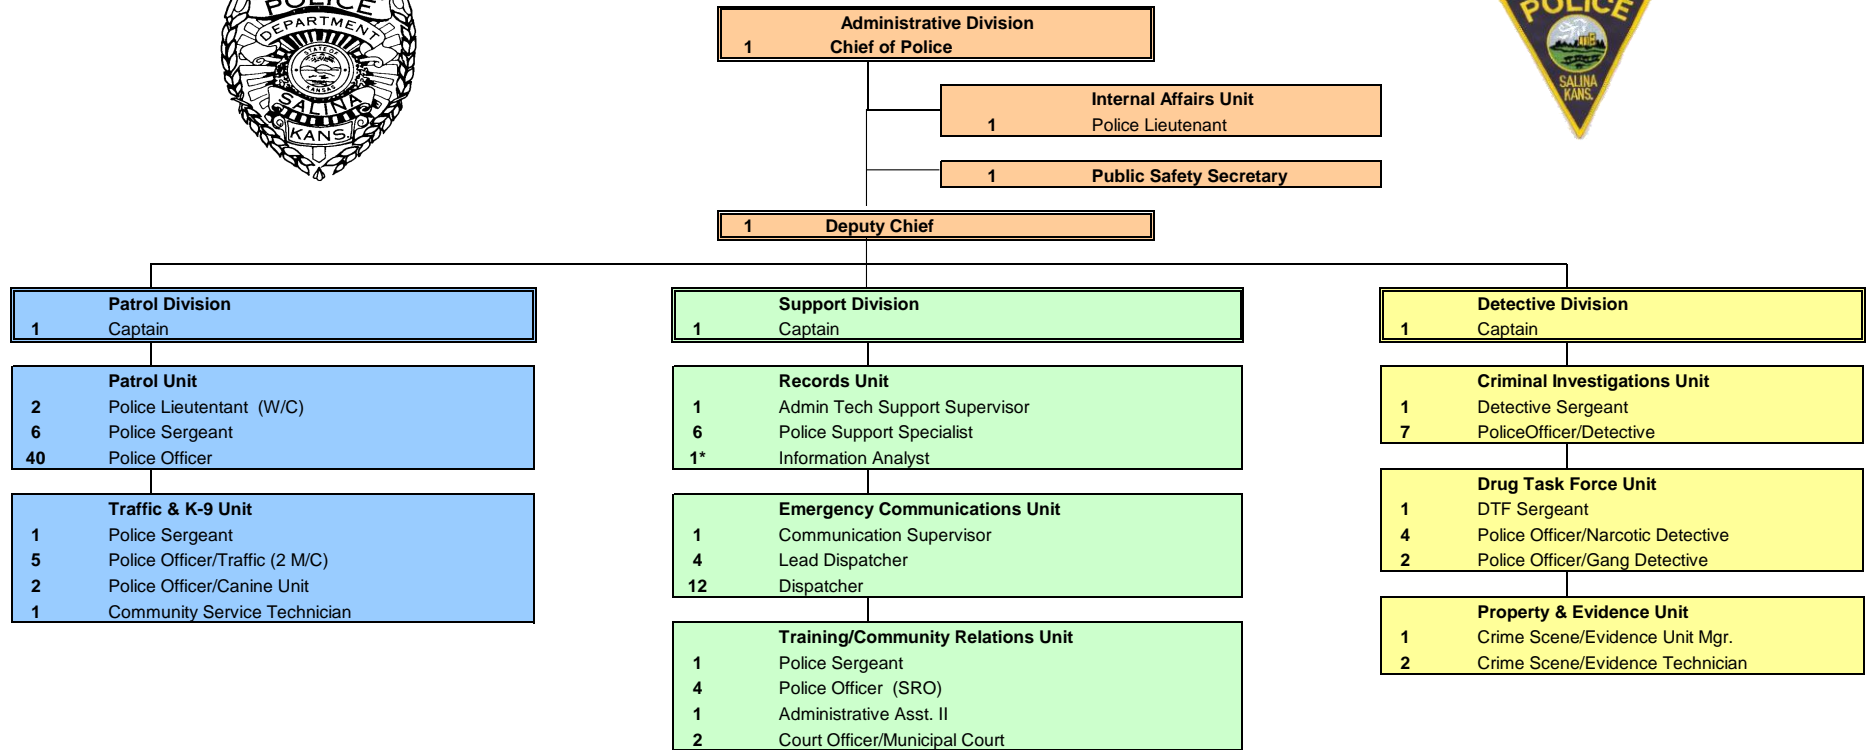 POLICE
DEPARTMENT
STATE OF
KANSAS
SALINA
KANS.
POLICE
SALINA
KANS.
Administrative Division
1 Chief of Police
Internal Affairs Unit
1 Police Lieutenant
1 Public Safety Secretary
1 Deputy Chief
Patrol Division
1 Captain
Patrol Unit
2 Police Lieutentant (W/C)
6 Police Sergeant
40 Police Officer
Traffic & K-9 Unit
1 Police Sergeant
5 Police Officer/Traffic (2 M/C)
2 Police Officer/Canine Unit
1 Community Service Technician
Support Division
1 Captain
Records Unit
1 Admin Tech Support Supervisor
6 Police Support Specialist
1* Information Analyst
Emergency Communications Unit
1 Communication Supervisor
4 Lead Dispatcher
12 Dispatcher
Training/Community Relations Unit
1 Police Sergeant
4 Police Officer (SRO)
1 Administrative Asst. II
2 Court Officer/Municipal Court
Detective Division
1 Captain
Criminal Investigations Unit
1 Detective Sergeant
7 PoliceOfficer/Detective
Drug Task Force Unit
1 DTF Sergeant
4 Police Officer/Narcotic Detective
2 Police Officer/Gang Detective
Property & Evidence Unit
1 Crime Scene/Evidence Unit Mgr.
2 Crime Scene/Evidence Technician